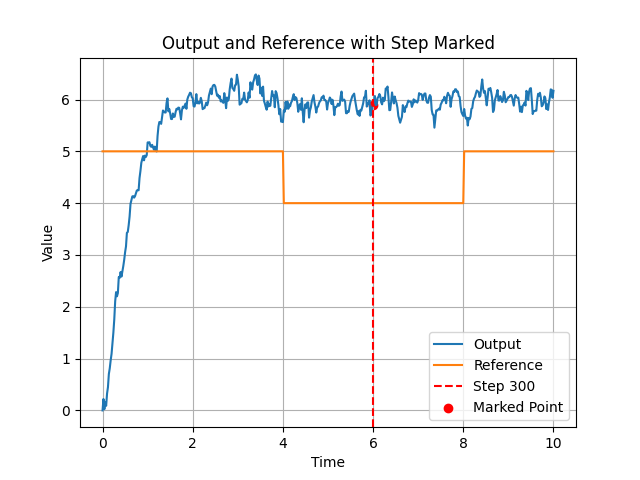 Output and Reference with Step Marked
Value
6
5
4
3
2
1
0
0 2 4 6 8 10
Time
Output
Reference
Step 300
Marked Point